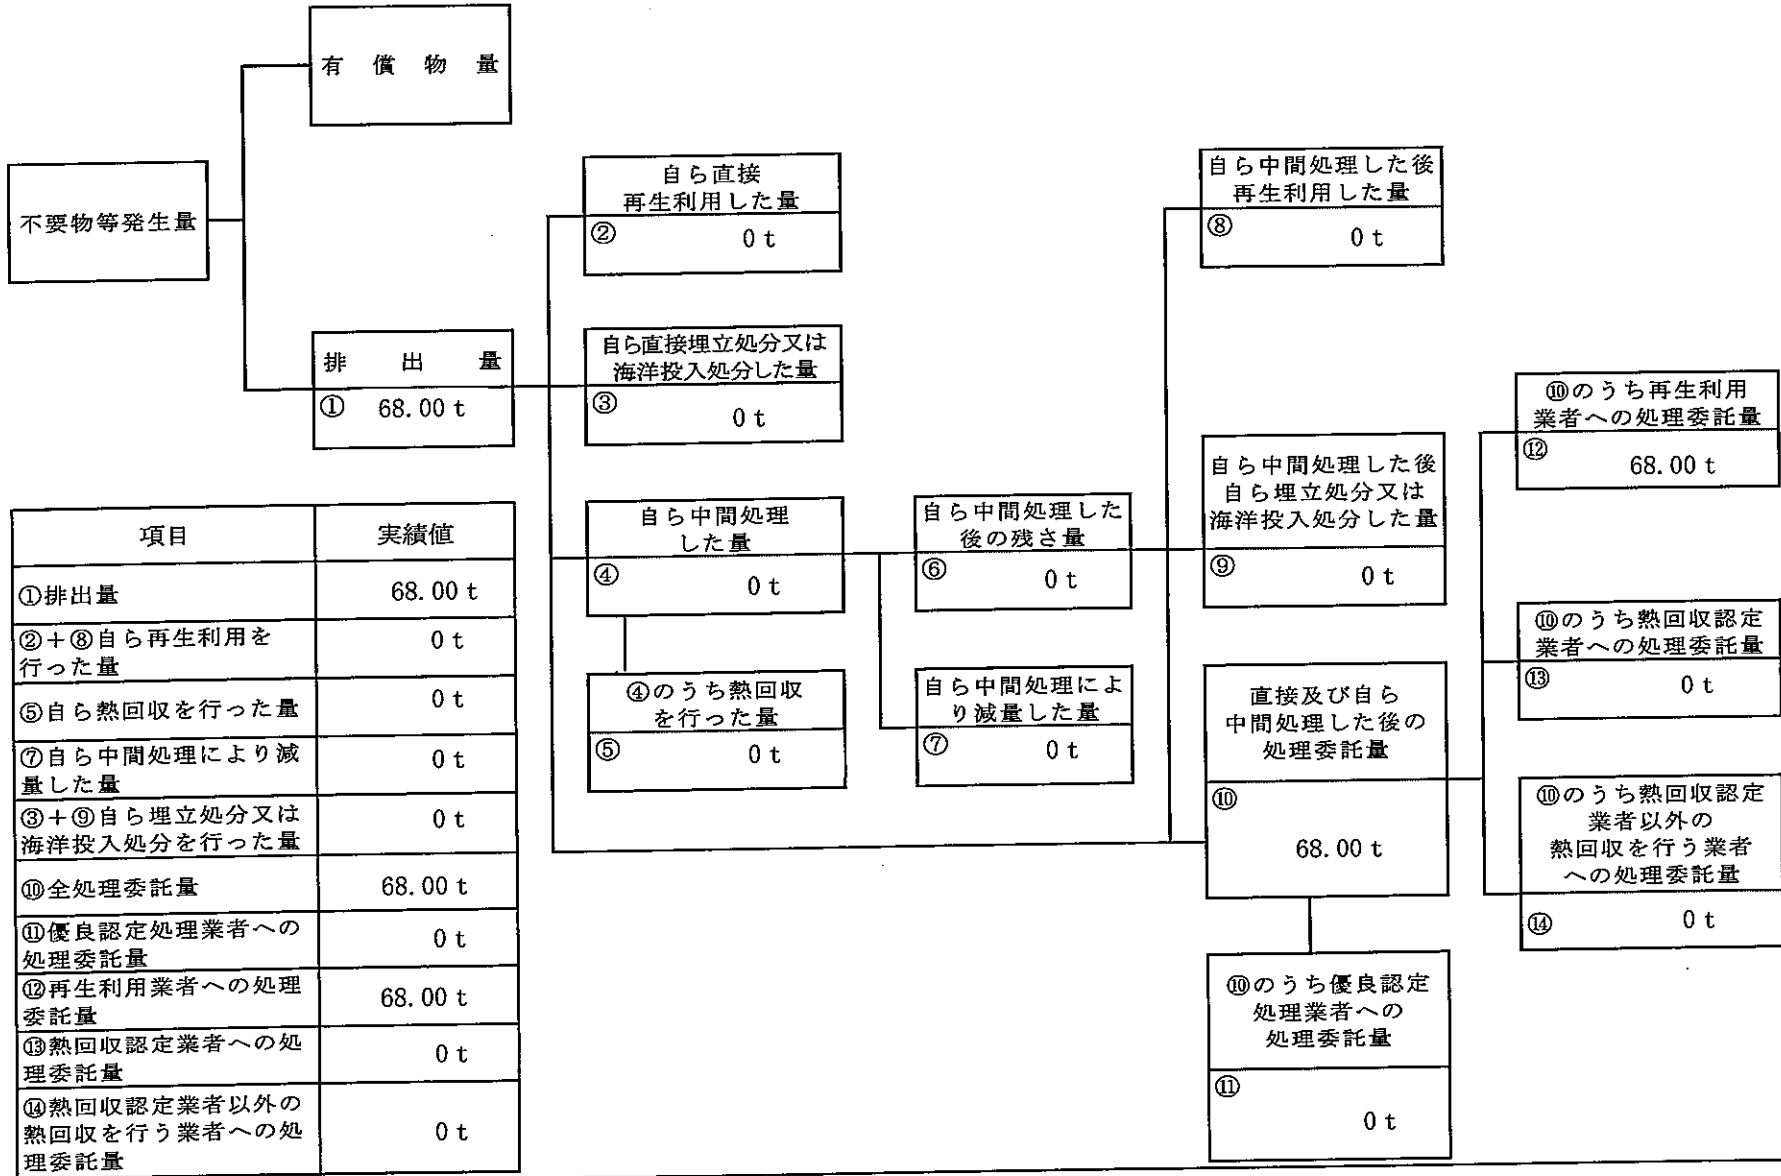 有償物量
不要物等発生量
排出量
① 68.00 t
自ら直接
再生利用した量
② 0 t
自ら直接埋立処分又は
海洋投入処分した量
③ 0 t
自ら中間処理
した量
④ 0 t
④のうち熱回収
を行った量
⑤ 0 t
自ら中間処理した
後の残さ量
⑥ 0 t
自ら中間処理によ
り減量した量
⑦ 0 t
自ら中間処理した後
再生利用した量
⑧ 0 t
自ら中間処理した後
自ら埋立処分又は
海洋投入処分した量
⑨ 0 t
直接及び自ら
中間処理した後の
処理委託量
⑩
68.00 t
⑩のうち優良認定
処理業者への
処理委託量
⑪
0 t
⑩のうち再生利用
業者への処理委託量
⑫ 68.00 t
⑩のうち熱回収認定
業者への処理委託量
⑬ 0 t
⑩のうち熱回収認定
業者以外の
熱回収を行う業者
への処理委託量
⑭ 0 t
項目 実績値
①排出量 68.00 t
②+⑧自ら再生利用を
行った量 0 t
⑤自ら熱回収を行った量 0 t
⑦自ら中間処理により減
量した量 0 t
③+⑨自ら埋立処分又は
海洋投入処分を行った量 0 t
⑩全処理委託量 68.00 t
⑪優良認定処理業者への
処理委託量 0 t
⑫再生利用業者への処理
委託量 68.00 t
⑬熱回収認定業者への処
理委託量 0 t
⑭熱回収認定業者以外の
熱回収を行う業者への処
理委託量 0 t